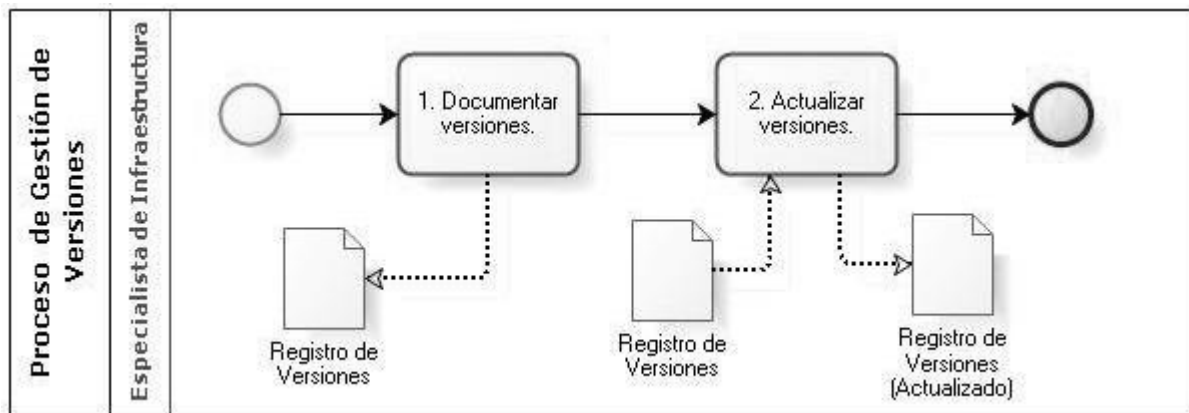 Proceso de Gestión de
Versiones
Especialista de Infraestructura
1. Documentar
versiones.
2. Actualizar
versiones.
Registro de
Versiones
Registro de
Versiones
Registro de
Versiones
(Actualizado)